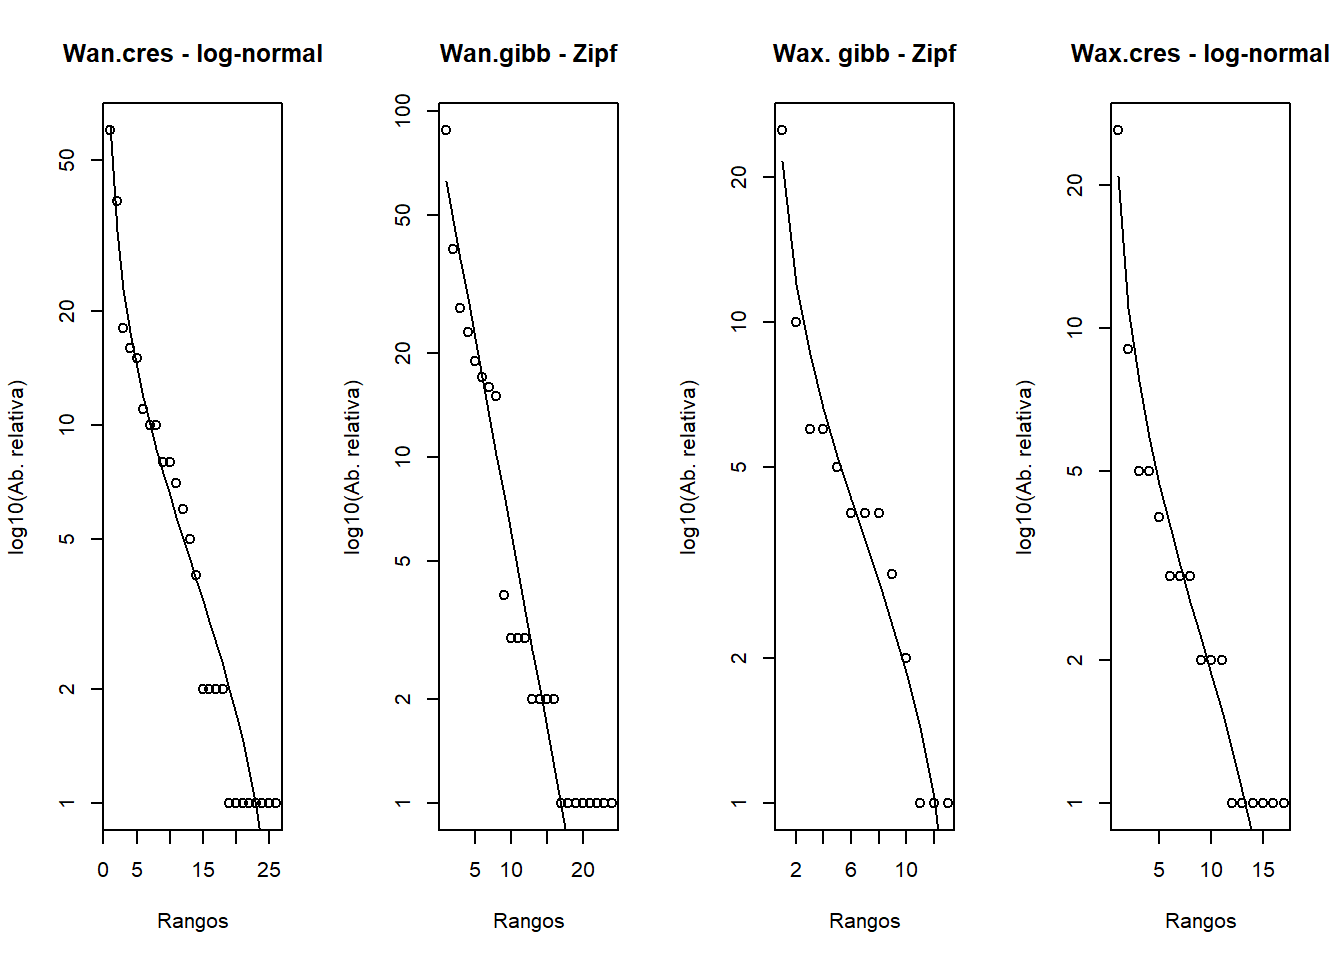 Wan.cres - log-normal
log10(Ab. relativa)
50
20
10
5
2
1
0 5 15 25
Rangos
Wan.gibb - Zipf
log10(Ab. relativa)
100
50
20
10
5
2
1
5 10 20
Rangos
Wax. gibb - Zipf
log10(Ab. relativa)
20
10
5
2
1
2 6 10
Rangos
Wax.cres - log-normal
log10(Ab. relativa)
20
10
5
2
1
5 10 15
Rangos